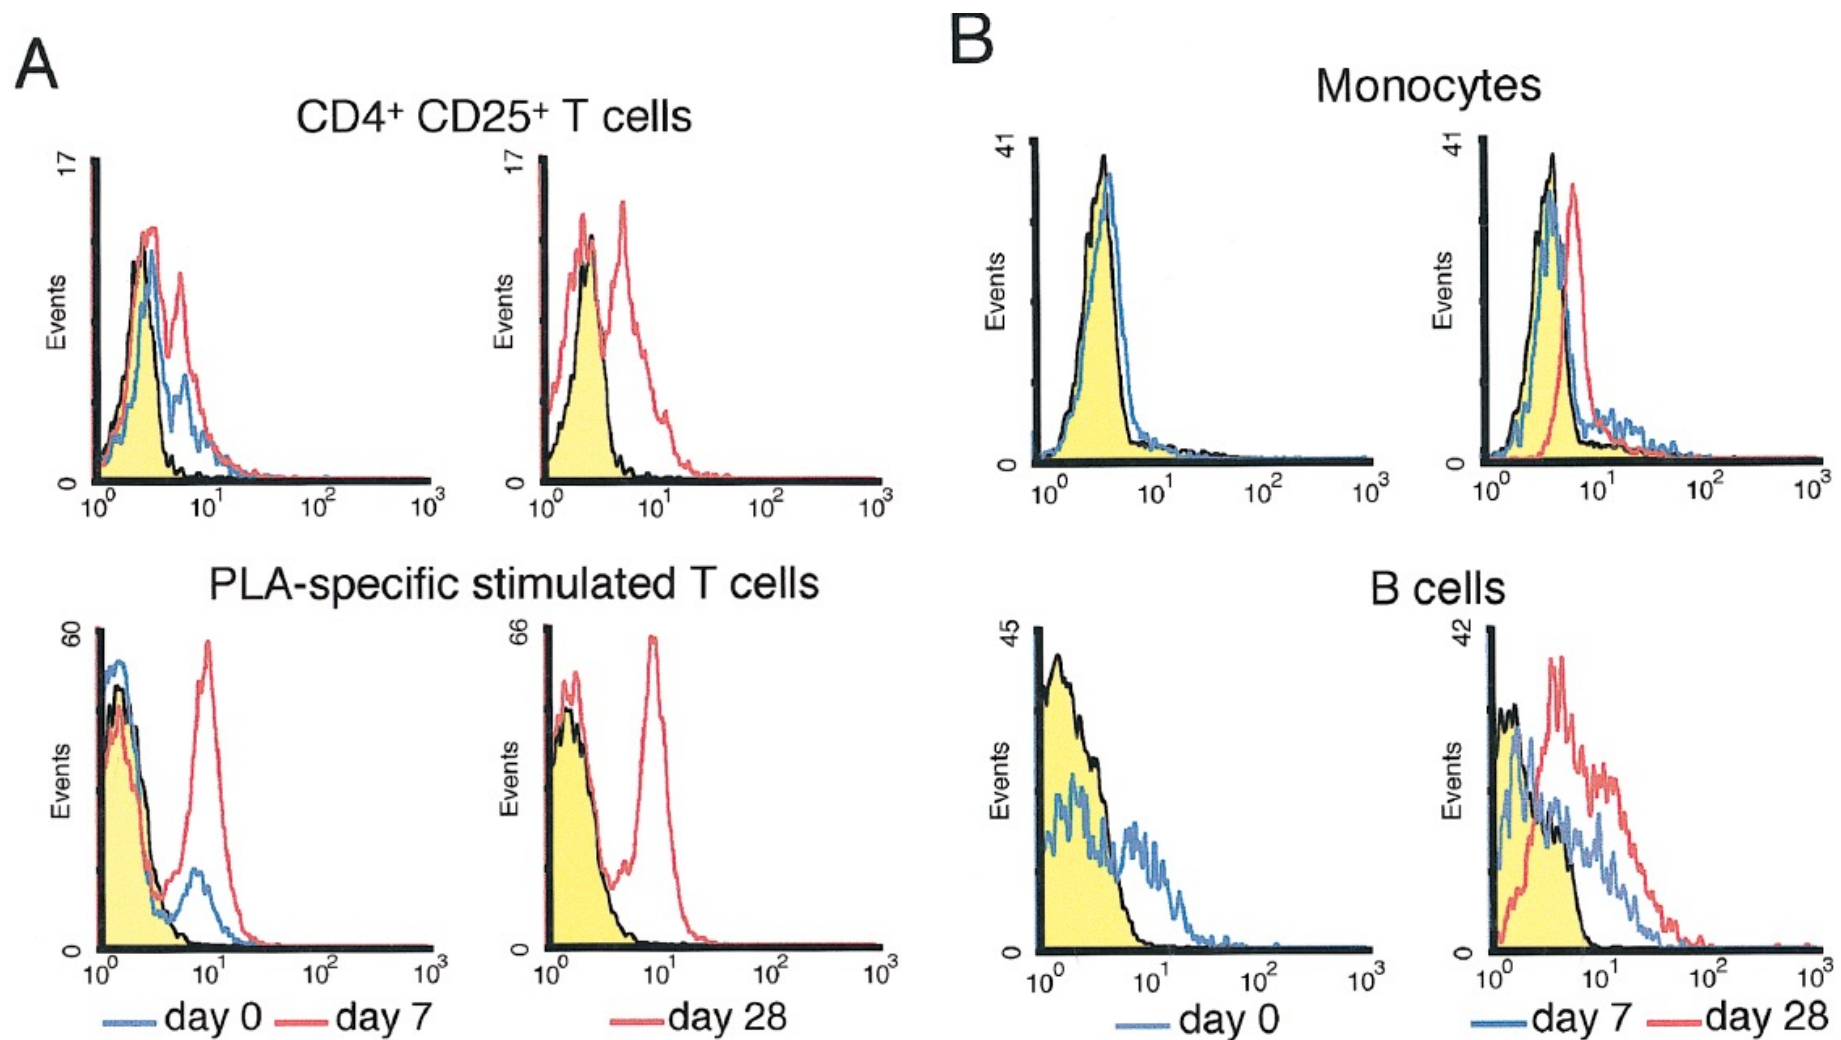 A
CD4⁺ CD25⁺ T cells
17
Events
0
10⁰ 10¹ 10² 10³
17
Events
0
10⁰ 10¹ 10² 10³
PLA-specific stimulated T cells
60
Events
0
10⁰ 10¹ 10² 10³
66
Events
0
10⁰ 10¹ 10² 10³
day 0 day 7
day 28
B
Monocytes
41
Events
0
10⁰ 10¹ 10² 10³
41
Events
0
10⁰ 10¹ 10² 10³
B cells
45
Events
0
10⁰ 10¹ 10² 10³
42
Events
0
10⁰ 10¹ 10² 10³
day 0
day 7 day 28